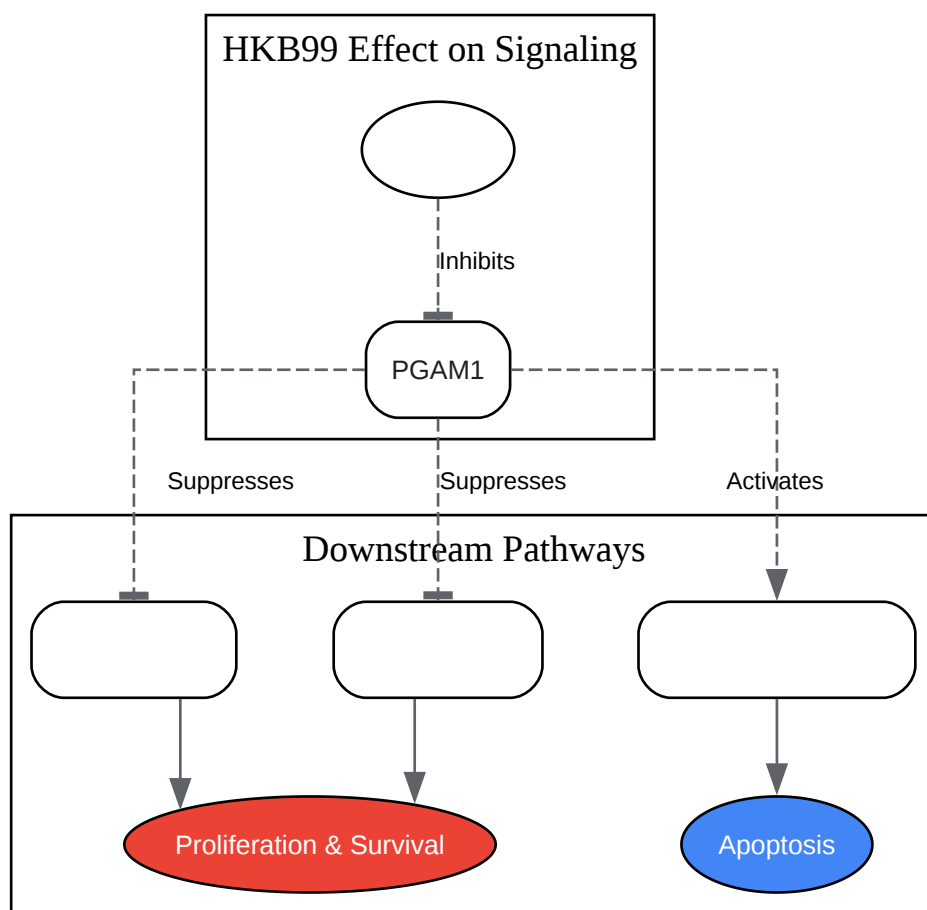 HKB99 Effect on Signaling
Inhibits
PGAM1
Suppresses
Suppresses
Activates
Downstream Pathways
Proliferation & Survival
Apoptosis